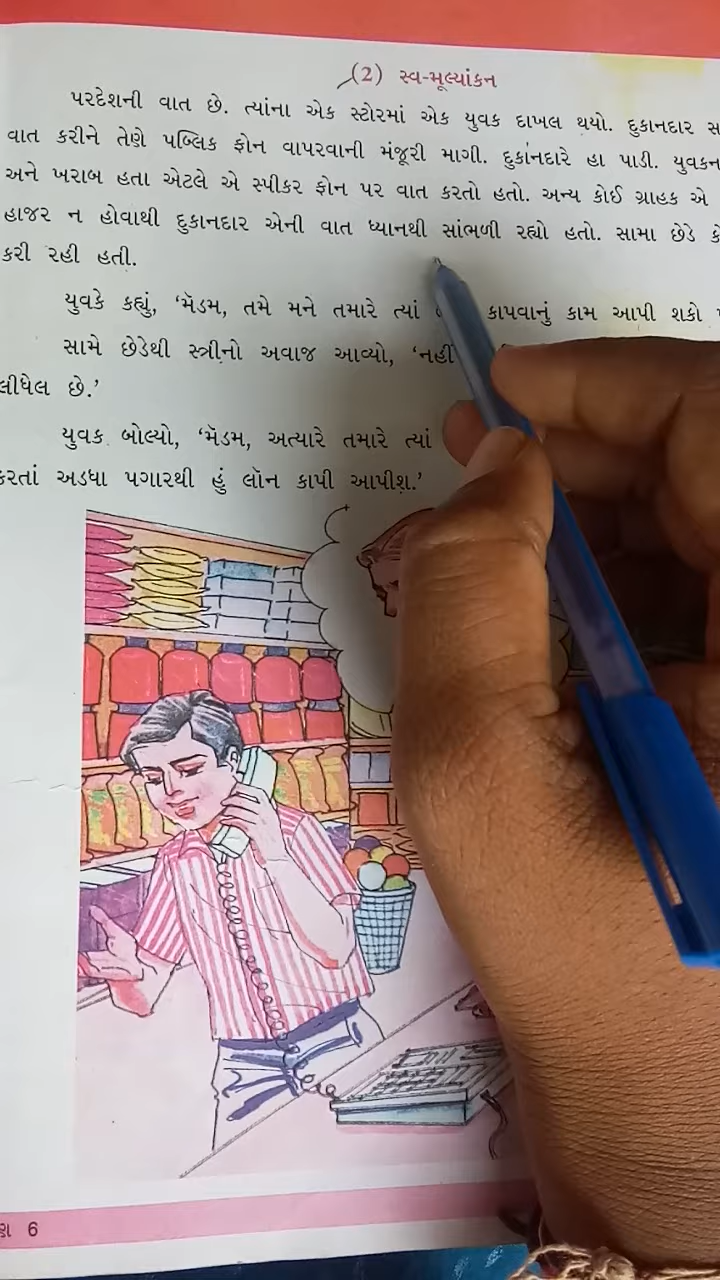 (2) સ્વ-મૂલ્યાંકન
પરદેશની વાત છે. ત્યાંના એક સ્ટોરમાં એક યુવક દાખલ થયો. દુકાનદાર
વાત કરીને તેણે પબ્લિક ફોન વાપરવાની મંજૂરી માગી. દુકાનદારે હા પાડી.
અને ખરાબ હતા એટલે એ સ્પીકર ફોન પર વાત કરતો હતો. અન્ય કોઈ ગ્રાહક એ
હાજર ન હોવાથી દુકાનદાર એની વાત ધ્યાનથી સાંભળી રહ્યો હતો. સામા છેડે
કરી રહી હતી.
યુવકે કહ્યું, ‘મૅડમ, તમે મને તમારે ત્યાં કાપવાનું કામ આપી શકો
સામે છેડેથી સ્ત્રીનો અવાજ આવ્યો, ‘નહીં
લીધેલ છે.’
યુવક બોલ્યો, ‘મૅડમ, અત્યારે તમારે ત્યાં
કરતાં અડધા પગારથી હું લૉન કાપી આપીશ.’
6